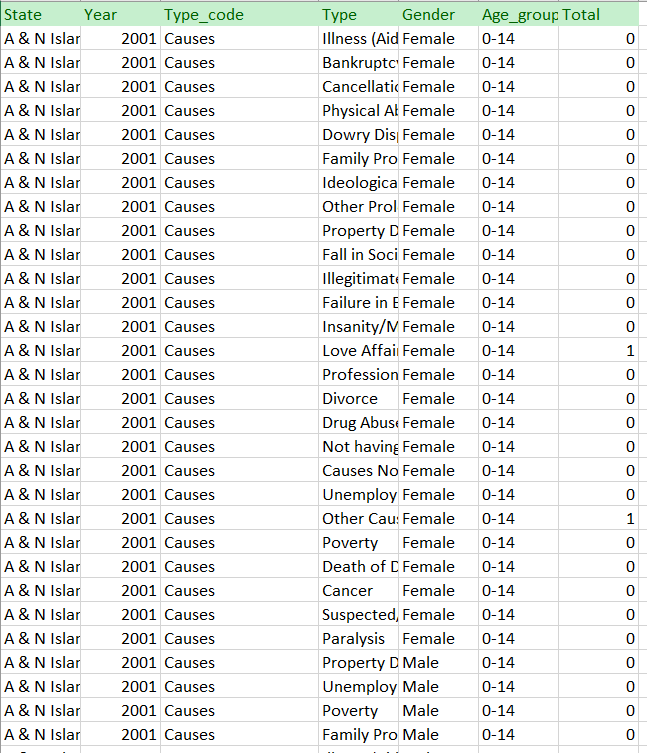 State Year Type_code Type Gender Age_group Total
A & N Islar 2001 Causes Illness (Aid Female 0-14 0
A & N Islar 2001 Causes Bankruptc Female 0-14 0
A & N Islar 2001 Causes Cancellatio Female 0-14 0
A & N Islar 2001 Causes Physical Ab Female 0-14 0
A & N Islar 2001 Causes Dowry Dis Female 0-14 0
A & N Islar 2001 Causes Family Pro Female 0-14 0
A & N Islar 2001 Causes Ideologica Female 0-14 0
A & N Islar 2001 Causes Other Prol Female 0-14 0
A & N Islar 2001 Causes Property D Female 0-14 0
A & N Islar 2001 Causes Fall in Soci Female 0-14 0
A & N Islar 2001 Causes Illegitimate Female 0-14 0
A & N Islar 2001 Causes Failure in E Female 0-14 0
A & N Islar 2001 Causes Insanity/M Female 0-14 0
A & N Islar 2001 Causes Love Affai Female 0-14 1
A & N Islar 2001 Causes Profession Female 0-14 0
A & N Islar 2001 Causes Divorce Female 0-14 0
A & N Islar 2001 Causes Drug Abus Female 0-14 0
A & N Islar 2001 Causes Not having Female 0-14 0
A & N Islar 2001 Causes Causes No Female 0-14 0
A & N Islar 2001 Causes Unemploy Female 0-14 0
A & N Islar 2001 Causes Other Cau Female 0-14 1
A & N Islar 2001 Causes Poverty Female 0-14 0
A & N Islar 2001 Causes Death of D Female 0-14 0
A & N Islar 2001 Causes Cancer Female 0-14 0
A & N Islar 2001 Causes Suspected/ Female 0-14 0
A & N Islar 2001 Causes Paralysis Female 0-14 0
A & N Islar 2001 Causes Property D Male 0-14 0
A & N Islar 2001 Causes Unemploy Male 0-14 0
A & N Islar 2001 Causes Poverty Male 0-14 0
A & N Islar 2001 Causes Family Pro Male 0-14 0